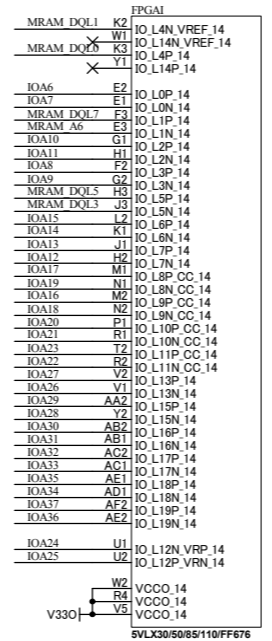 FPGAI
MRAM_DQL1 K2 IO_L4N_VREF_14
W1 IO_L14N_VREF_14
MRAM_DQL6 K3 IO_L4P_14
Y1 IO_L14P_14
IOA6 E2 IO_L0P_14
IOA7 E1 IO_L0N_14
MRAM_DQL7 F3 IO_L1P_14
MRAM_A6 E3 IO_L1N_14
IOA10 G1 IO_L2P_14
IOA11 H1 IO_L2N_14
IOA8 F2 IO_L3P_14
IOA9 G2 IO_L3N_14
MRAM_DQL5 H3 IO_L5P_14
MRAM_DQL3 J3 IO_L5N_14
IOA15 L2 IO_L6P_14
IOA14 K1 IO_L6N_14
IOA13 J1 IO_L7P_14
IOA12 H2 IO_L7N_14
IOA17 M1 IO_L8P_CC_14
IOA19 N1 IO_L8N_CC_14
IOA16 M2 IO_L9P_CC_14
IOA18 N2 IO_L9N_CC_14
IOA20 P1 IO_L10P_CC_14
IOA21 R1 IO_L10N_CC_14
IOA23 T2 IO_L11P_CC_14
IOA22 R2 IO_L11N_CC_14
IOA27 V2 IO_L13P_14
IOA26 V1 IO_L13N_14
IOA29 AA2 IO_L15P_14
IOA28 Y2 IO_L15N_14
IOA30 AB2 IO_L16P_14
IOA31 AB1 IO_L16N_14
IOA32 AC2 IO_L17P_14
IOA33 AC1 IO_L17N_14
IOA35 AE1 IO_L18P_14
IOA34 AD1 IO_L18N_14
IOA37 AF2 IO_L19P_14
IOA36 AE2 IO_L19N_14
IOA24 U1 IO_L12N_VRP_14
IOA25 U2 IO_L12P_VRN_14
W2 VCCO_14
R4 VCCO_14
V33O V5 VCCO_14
5VLX30/50/85/110/FF676